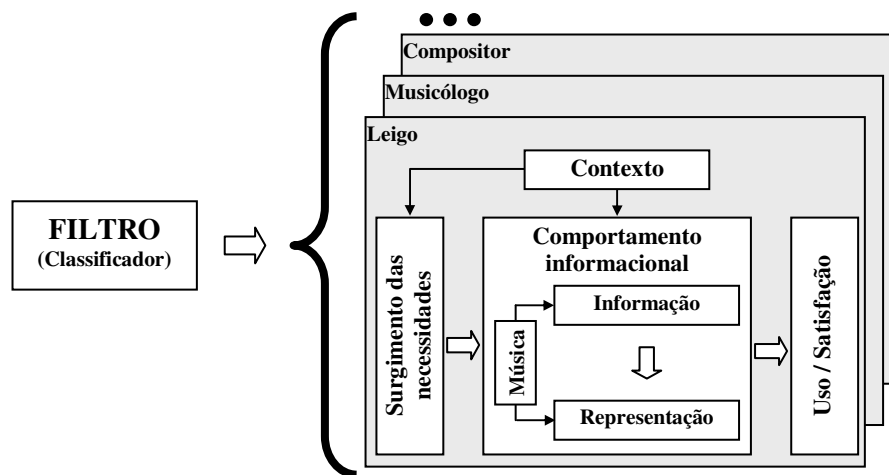 Compositor
Musicólogo
Leigo
Contexto
FILTRO
(Classificador)
Surgimento das
necessidades
Comportamento
informacional
Música
Informação
Representação
Uso / Satisfação